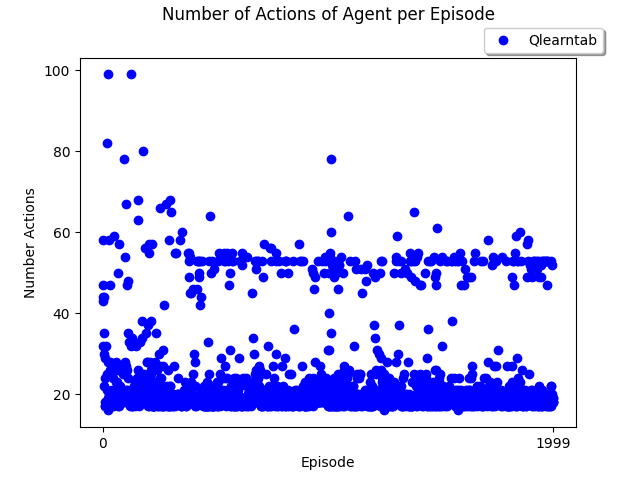 Number of Actions of Agent per Episode
Qlearntab
100
80
60
40
20
Number Actions
0
1999
Episode